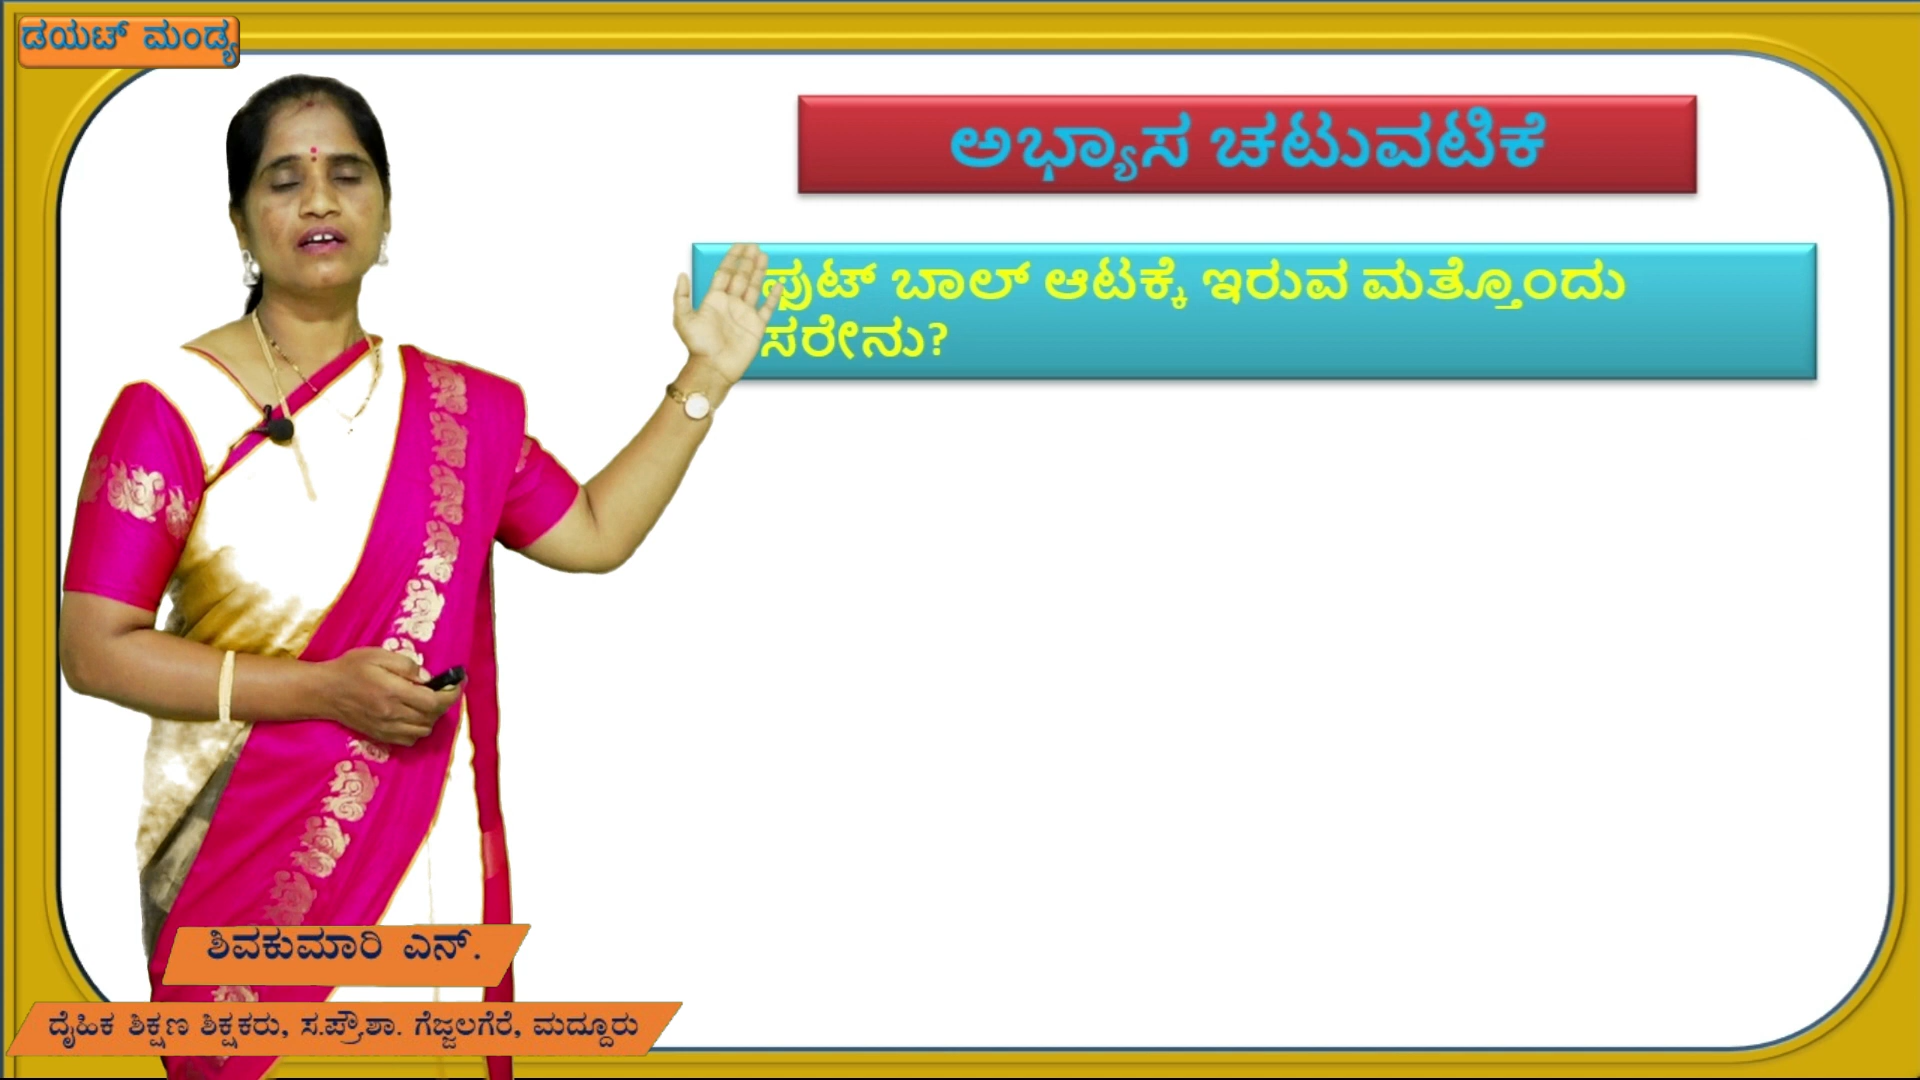 ಡಯಟ್ ಮಂಡ್ಯ
ಅಭ್ಯಾಸ ಚಟುವಟಿಕೆ
ಫುಟ್ ಬಾಲ್ ಆಟಕ್ಕೆ ಇರುವ ಮತ್ತೊಂದು
ಸರೇನು?
ಶಿವಕುಮಾರಿ ಎನ್.
ದೈಹಿಕ ಶಿಕ್ಷಣ ಶಿಕ್ಷಕರು, ಸ.ಪ್ರೌಶಾ. ಗೆಜ್ಜಲಗೆರೆ, ಮದ್ದೂರು